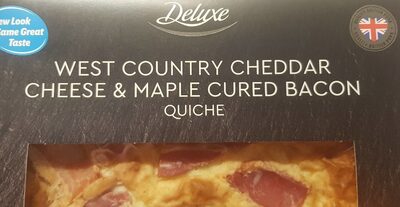 Deluxe
New Look
Same Great
Taste
WEST COUNTRY CHEDDAR
CHEESE & MAPLE CURED BACON
QUICHE